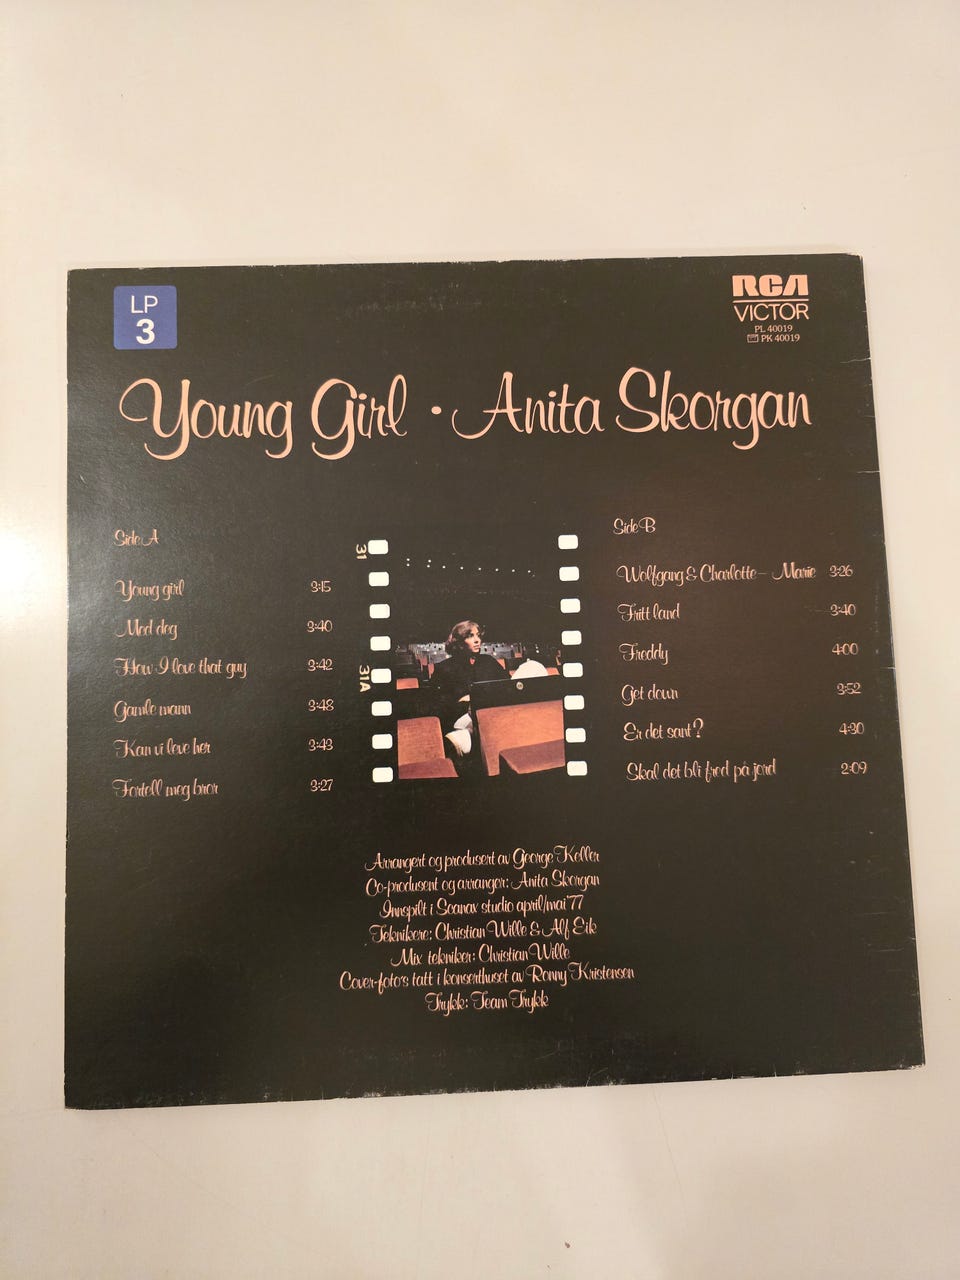 LP
3
RCA
VICTOR
PL 40019
PK 40019
Young Girl · Anita Skorgan
Side A
Young girl 3:15
Med deg 3:40
How I love that guy 3:42
Gamle mann 3:48
Kan vi leve her 3:43
Fortell meg bror 3:27
31
31A
Side B
Wolfgang & Charlotte - Marie 3:26
Fritt land 3:40
Freddy 4:00
Get down 3:52
Er det sant? 4:30
Skal det bli fred på jord 2:09
Arrangert og produsert av George Keller
Co-produsent og arrangør: Anita Skorgan
Innspilt i Scanax studio april/mai '77
Teknikere: Christian Wille & Alf Eik
Mix tekniker: Christian Wille
Cover-foto's tatt i konserthuset av Ronny Kristensen
Trykk: Team Trykk